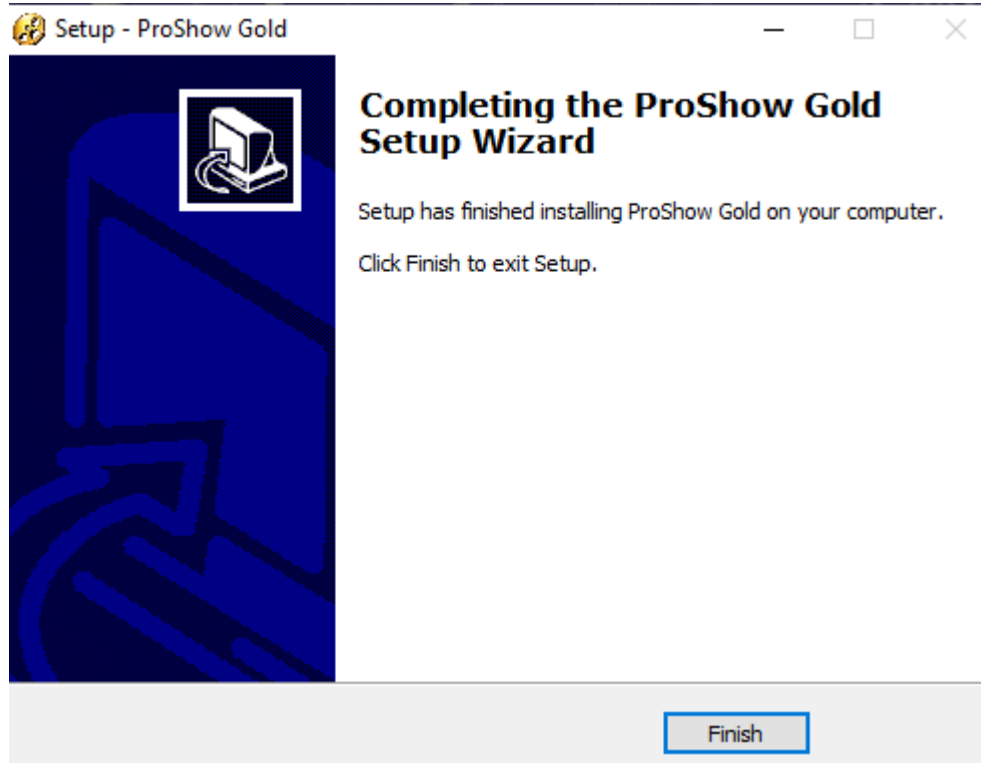 Setup - ProShow Gold
Completing the ProShow Gold
Setup Wizard
Setup has finished installing ProShow Gold on your computer.
Click Finish to exit Setup.
Finish